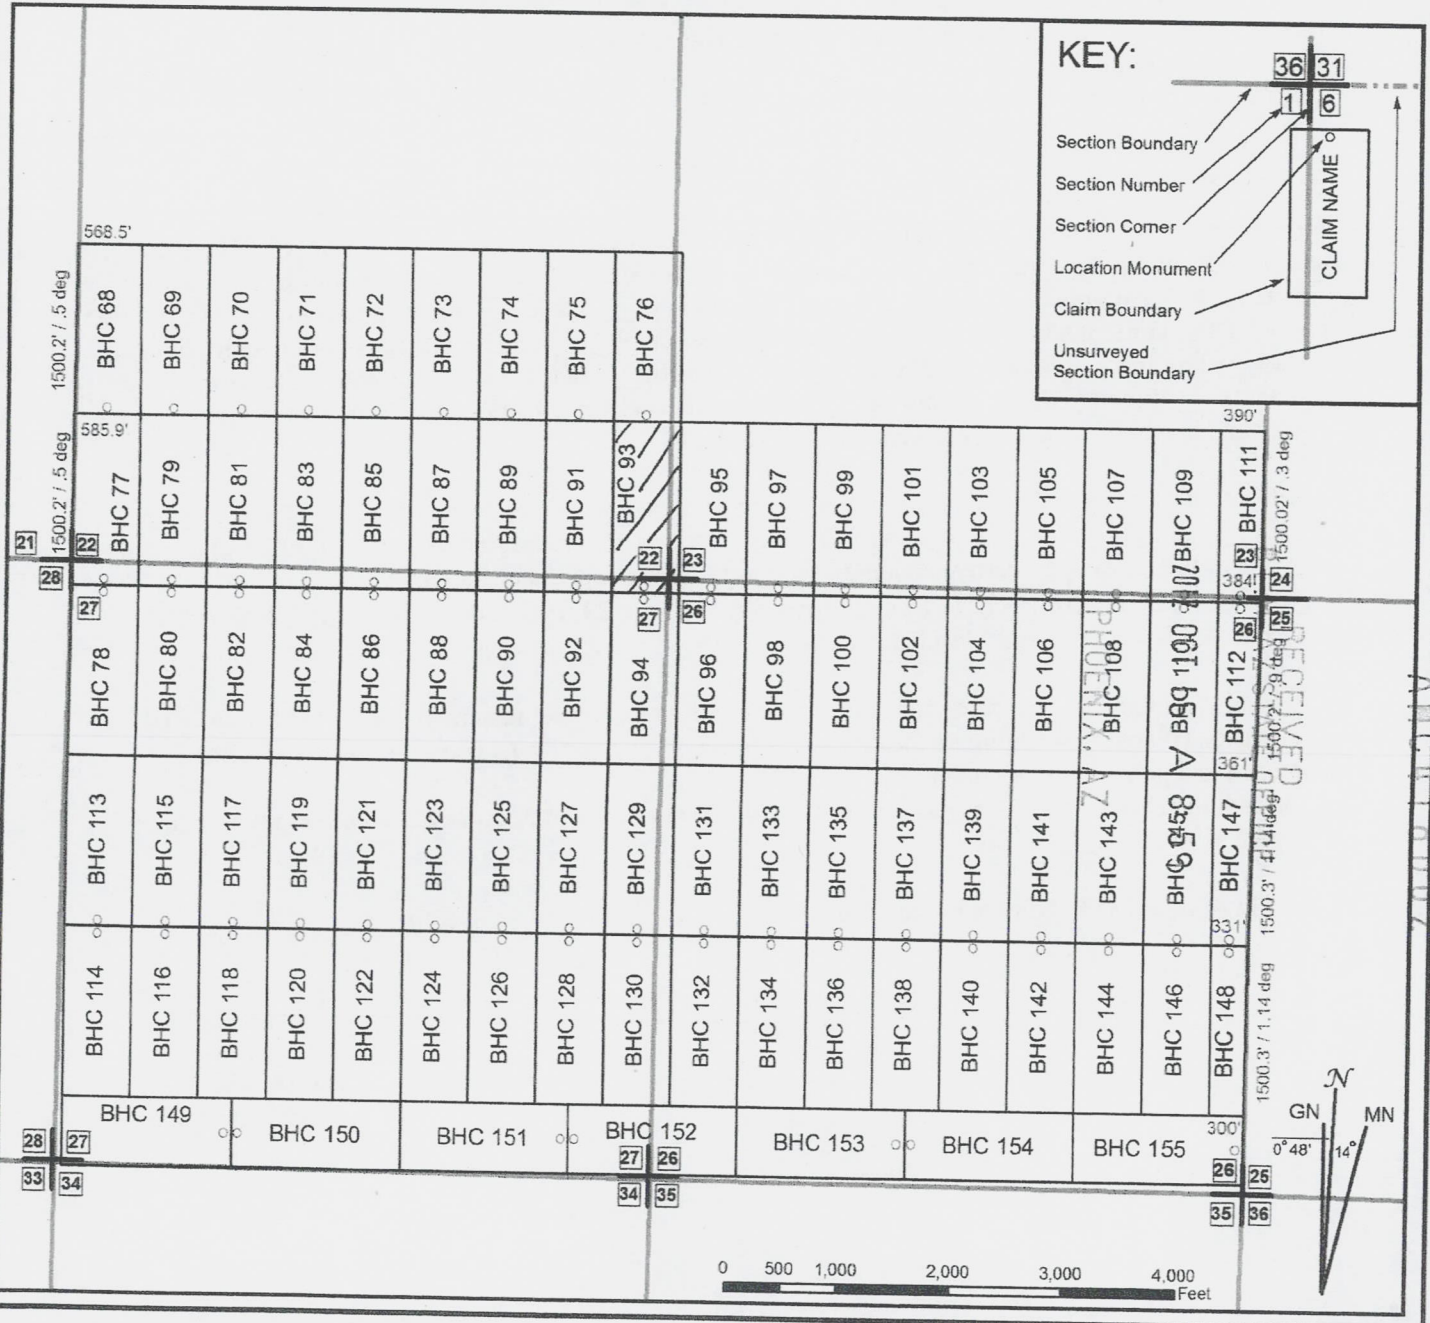 KEY:
36 31
1 6
Section Boundary
Section Number
Section Corner
Location Monument
Claim Boundary
Unsurveyed
Section Boundary
CLAIM NAME
568.5'
1500.2' / .5 deg
BHC 68 BHC 69 BHC 70 BHC 71 BHC 72 BHC 73 BHC 74 BHC 75 BHC 76
585.9'
390'
1500.2' / .5 deg
BHC 77 BHC 79 BHC 81 BHC 83 BHC 85 BHC 87 BHC 89 BHC 91 BHC 93 BHC 95 BHC 97 BHC 99 BHC 101 BHC 103 BHC 105 BHC 107 BHC 109 BHC 111
1500.02' / .3 deg
21 22 22 23 23 24
28 27 27 26 26 25
384'
BHC 78 BHC 80 BHC 82 BHC 84 BHC 86 BHC 88 BHC 90 BHC 92 BHC 94 BHC 96 BHC 98 BHC 100 BHC 102 BHC 104 BHC 106 BHC 108 BHC 110 BHC 112
1500.2' / .9 deg
RECEIVED
PHOENIX, AZ
A 8:59
361'
BHC 113 BHC 115 BHC 117 BHC 119 BHC 121 BHC 123 BHC 125 BHC 127 BHC 129 BHC 131 BHC 133 BHC 135 BHC 137 BHC 139 BHC 141 BHC 143 BHC 145 BHC 147
1500.3' / 1.14 deg
331'
BHC 114 BHC 116 BHC 118 BHC 120 BHC 122 BHC 124 BHC 126 BHC 128 BHC 130 BHC 132 BHC 134 BHC 136 BHC 138 BHC 140 BHC 142 BHC 144 BHC 146 BHC 148
1500.3' / 1.14 deg
BHC 149 BHC 150 BHC 151 BHC 152 BHC 153 BHC 154 BHC 155
300'
28 27 27 26 26 25
33 34 34 35 35 36
N
GN MN
0°48' 14°
0 500 1,000 2,000 3,000 4,000
Feet